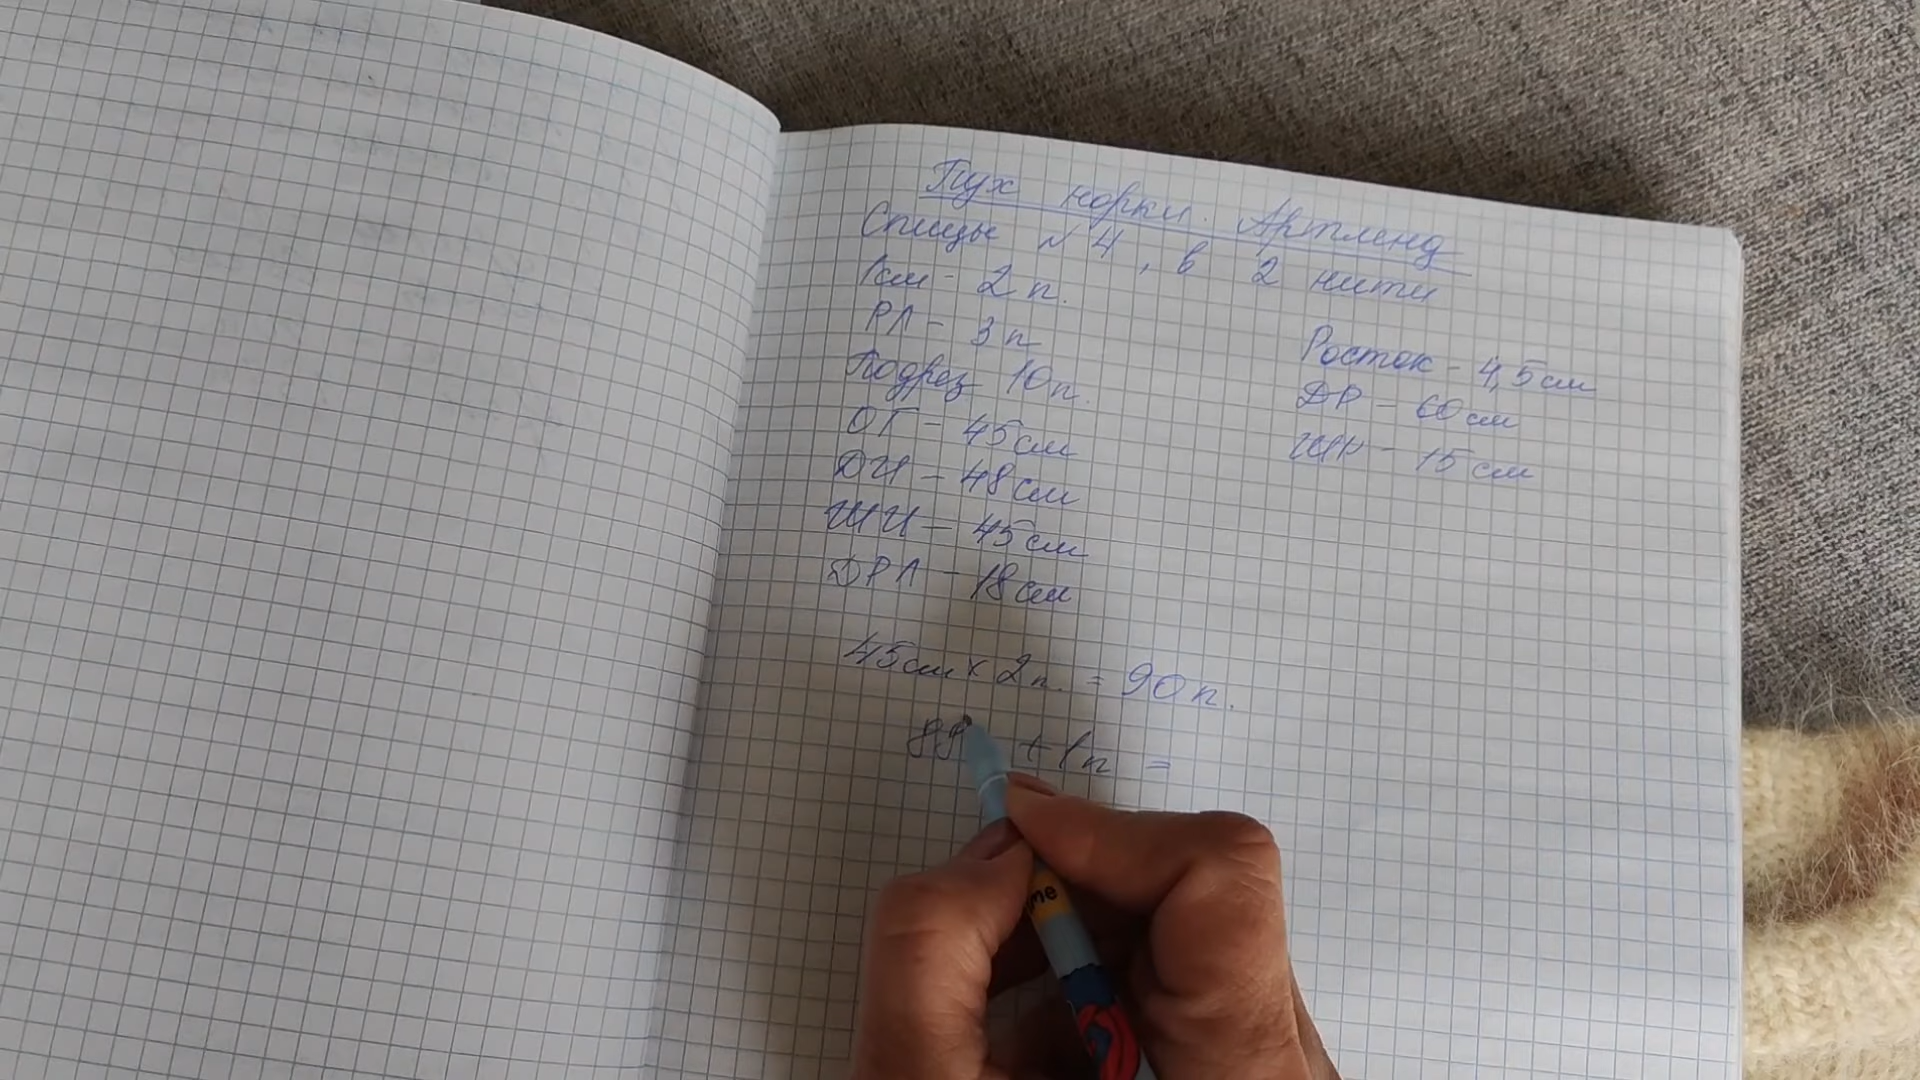 Пух норки. Артленд
Спицы № 4, в 2 нити
1см - 2 п.
РЛ - 3 п
Подрез 10 п.
ОГ - 45 см
ДИ - 48 см
ШИ - 45 см
ДРЛ - 18 см
Росток - 4,5 см
ДР - 60 см
ШР - 15 см
45 см х 2 п. = 90 п.
89 + 1 п =
me